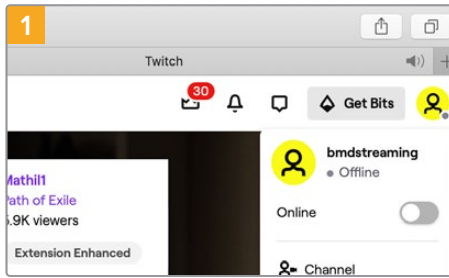 1
Twitch
30
Get Bits
bmdstreaming
Offline
Mathil1
Path of Exile
5.9K viewers
Online
Extension Enhanced
Channel